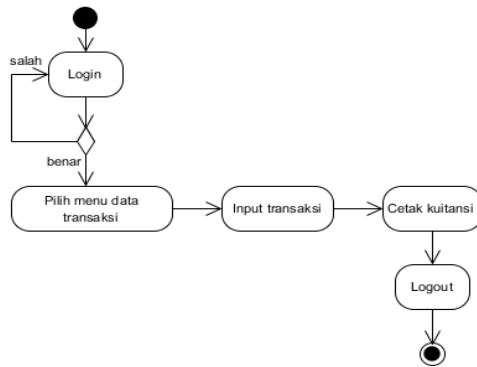 salah
Login
benar
Pilih menu data
transaksi
Input transaksi
Cetak kuitansi
Logout